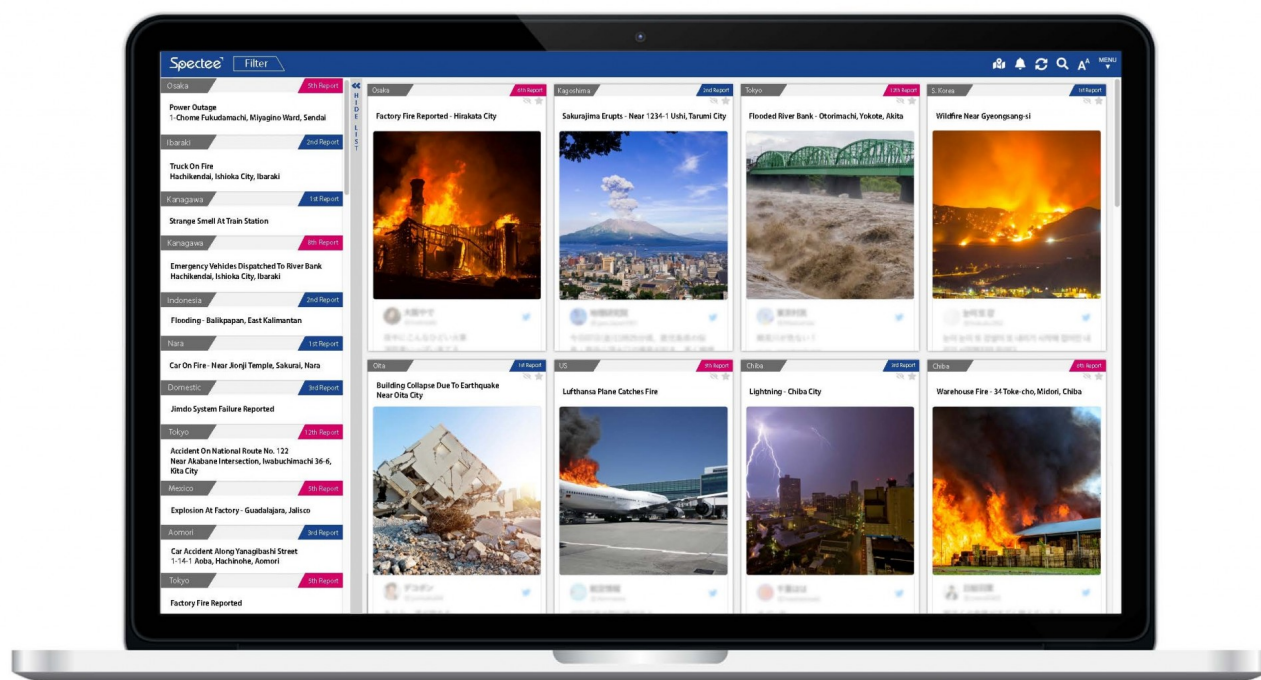 Spectee
Filter
MENU
Osaka
5th Report
Power Outage
1-Chome Fukudamachi, Miyagino Ward, Sendai
Ibaraki
2nd Report
Truck On Fire
Hachikendai, Ishioka City, Ibaraki
Kanagawa
1st Report
Strange Smell At Train Station
Kanagawa
8th Report
Emergency Vehicles Dispatched To River Bank
Hachikendai, Ishioka City, Ibaraki
Indonesia
2nd Report
Flooding - Balikpapan, East Kalimantan
Nara
1st Report
Car On Fire - Near Jionji Temple, Sakurai, Nara
Domestic
3rd Report
Jimdo System Failure Reported
Tokyo
12th Report
Accident On National Route No. 122
Near Akabane Intersection, Iwabuchimachi 36-6,
Kita City
Mexico
5th Report
Explosion At Factory - Guadalajara, Jalisco
Aomori
3rd Report
Car Accident Along Yanagibashi Street
1-14-1 Aoba, Hachinohe, Aomori
Tokyo
5th Report
Factory Fire Reported
HIDE LIST
Osaka
6th Report
Factory Fire Reported - Hirakata City
Kagoshima
2nd Report
Sakurajima Erupts - Near 1234-1 Ushi, Tarumi City
Tokyo
12th Report
Flooded River Bank - Otorimachi, Yokote, Akita
S. Korea
1st Report
Wildfire Near Gyeongsang-si
Oita
1st Report
Building Collapse Due To Earthquake
Near Oita City
US
5th Report
Lufthansa Plane Catches Fire
Chiba
3rd Report
Lightning - Chiba City
Chiba
Warehouse Fire - 34 Toke-cho, Midori, Chiba